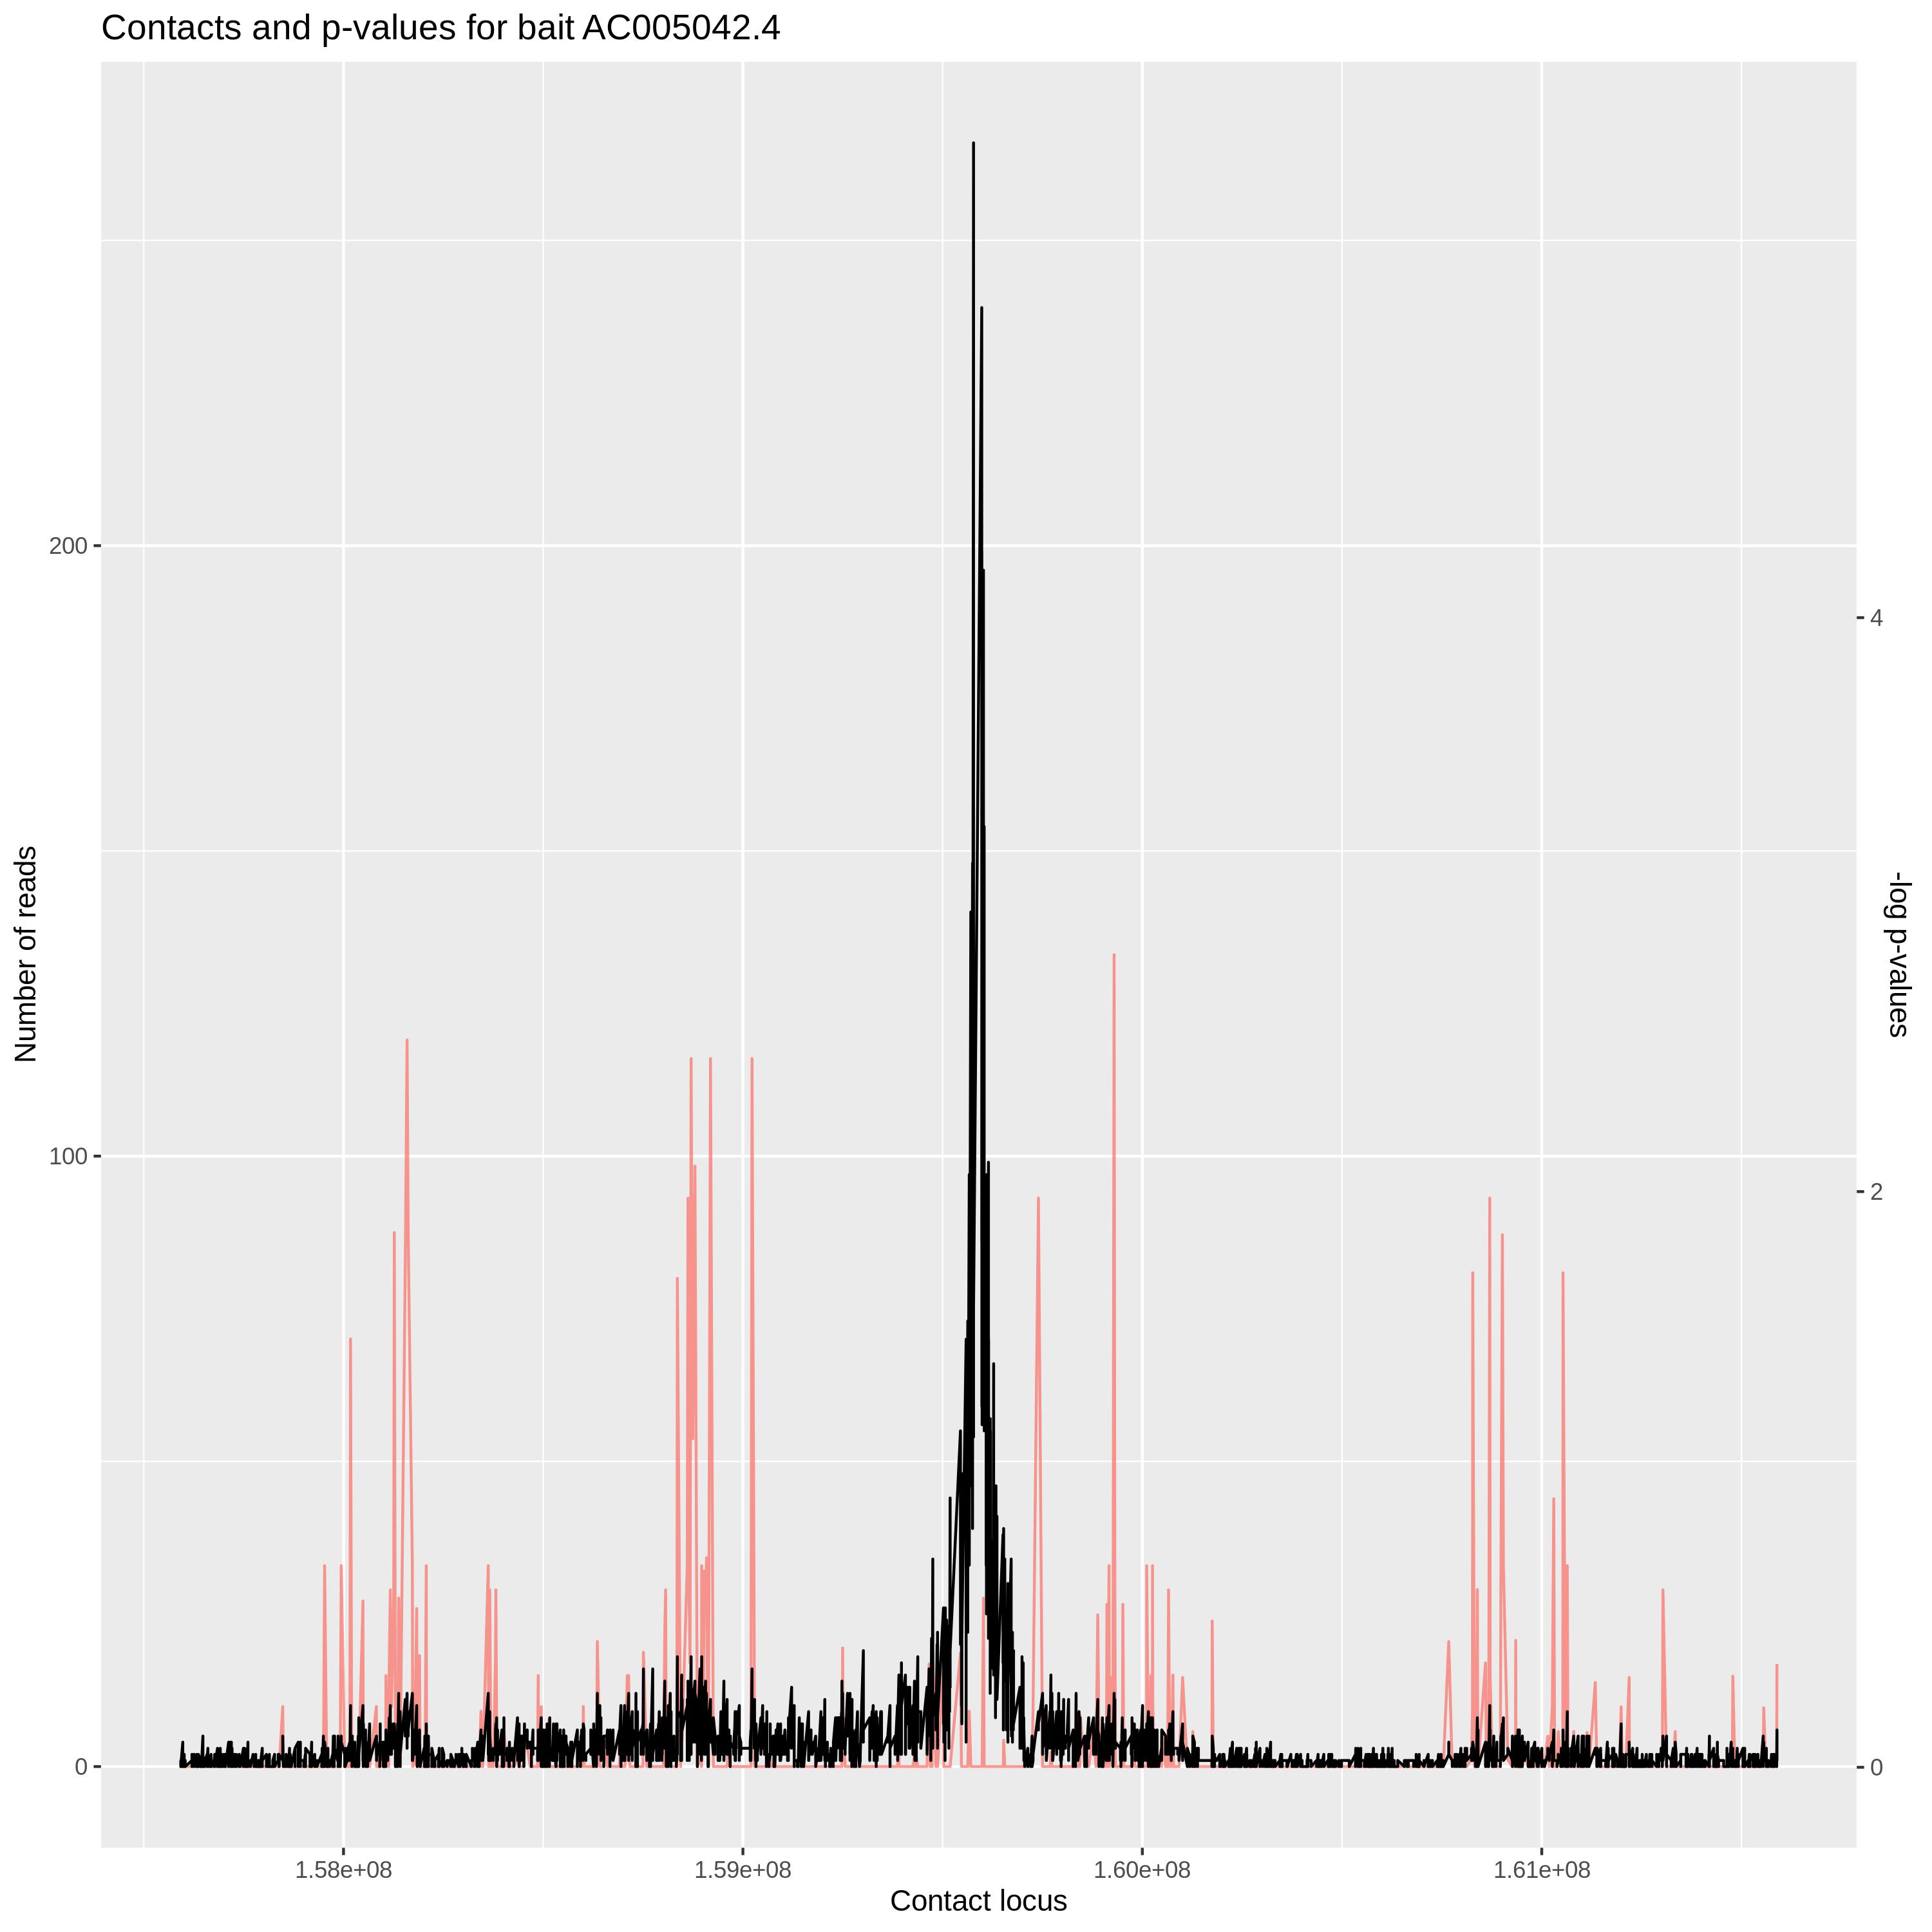 Contacts and p-values for bait AC005042.4
200
100
0
Number of reads
4
2
0
-log p-values
1.58e+08 1.59e+08 1.60e+08 1.61e+08
Contact locus